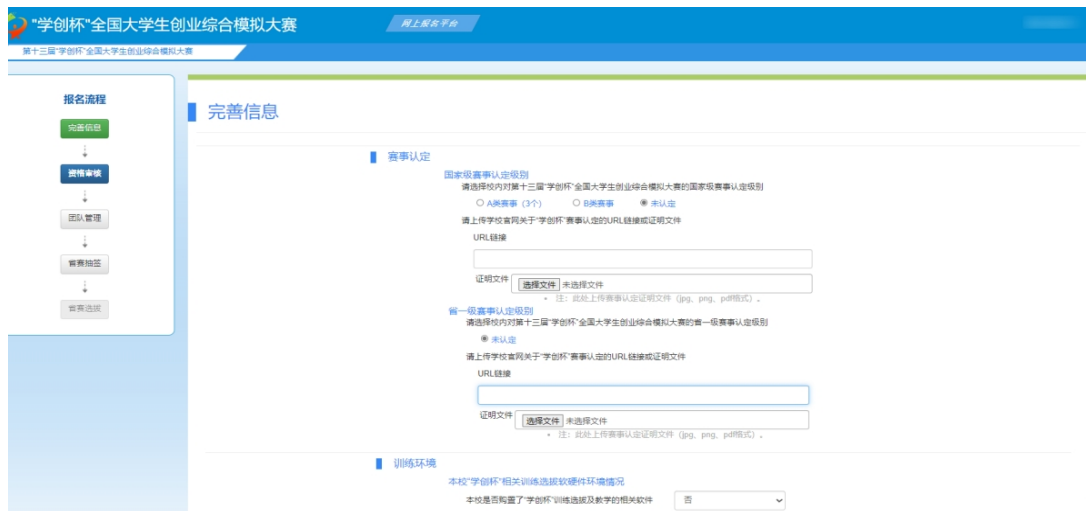 "学创杯"全国大学生创业综合模拟大赛
网上报名平台
第十三届"学创杯"全国大学生创业综合模拟大赛
报名流程
完善信息
资格审核
团队管理
省赛抽签
省赛选拔
完善信息
赛事认定
国家级赛事认定级别
请选择校内对第十三届"学创杯"全国大学生创业综合模拟大赛的国家级赛事认定级别
A类赛事（3个） B类赛事 未认定
请上传学校官网关于"学创杯"赛事认定的URL链接或证明文件
URL链接
证明文件 选择文件 未选择文件
• 注：此处上传赛事认定证明文件（jpg、png、pdf格式）。
省一级赛事认定级别
请选择校内对第十三届"学创杯"全国大学生创业综合模拟大赛的省一级赛事认定级别
未认定
请上传学校官网关于"学创杯"赛事认定的URL链接或证明文件
URL链接
证明文件 选择文件 未选择文件
• 注：此处上传赛事认定证明文件（jpg、png、pdf格式）。
训练环境
本校"学创杯"相关训练选拔软硬件环境情况
本校是否购置了"学创杯"训练选拔及教学的相关软件 否